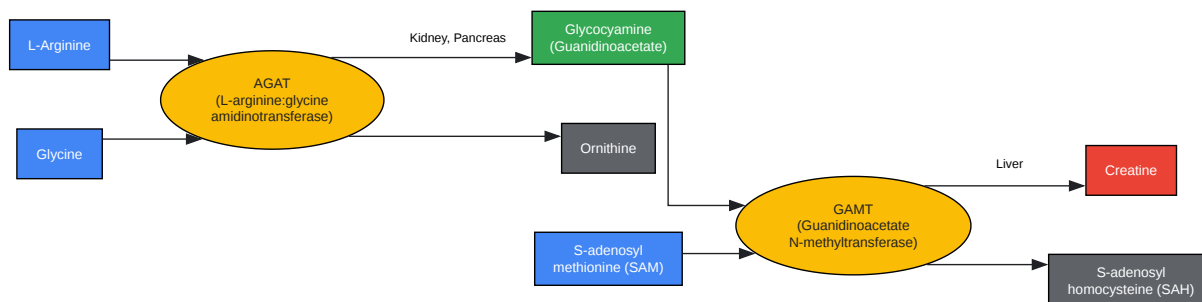 L-Arginine
Kidney, Pancreas
Glycocyamine
(Guanidinoacetate)
AGAT
(L-arginine:glycine
amidinotransferase)
Glycine
Ornithine
Liver
Creatine
GAMT
(Guanidinoacetate
N-methyltransferase)
S-adenosyl
methionine (SAM)
S-adenosyl
homocysteine (SAH)